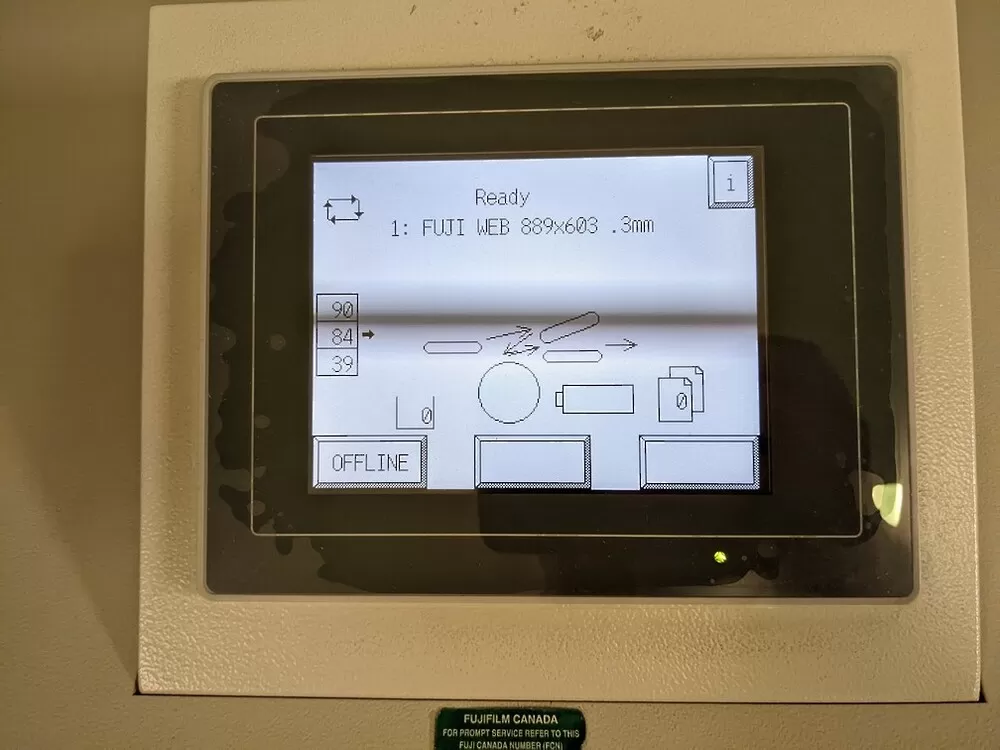 i
Ready
1: FUJI WEB 889x603 .3mm
90
84
39
0
0
OFFLINE
FUJIFILM CANADA
FOR PROMPT SERVICE REFER TO THIS
FUJI CANADA NUMBER (FCN)